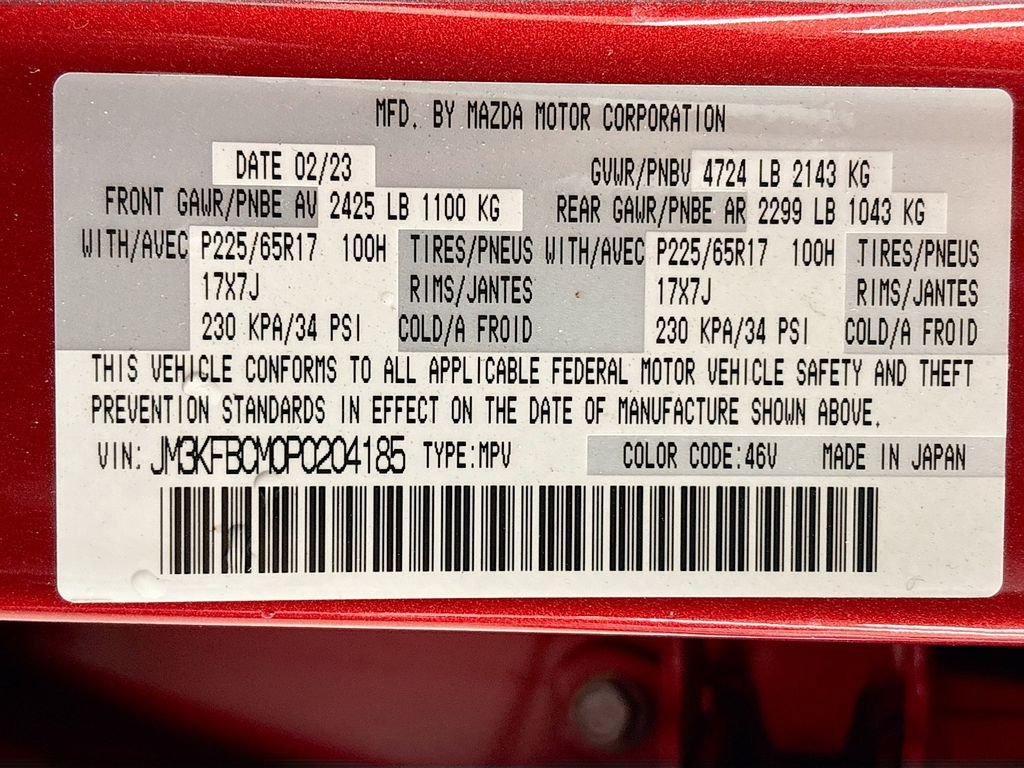 MFD. BY MAZDA MOTOR CORPORATION
DATE 02/23 GVWR/PNBV 4724 LB 2143 KG
FRONT GAWR/PNBE AV 2425 LB 1100 KG REAR GAWR/PNBE AR 2299 LB 1043 KG
WITH/AVEC P225/65R17 100H TIRES/PNEUS WITH/AVEC P225/65R17 100H TIRES/PNEUS
17X7J RIMS/JANTES 17X7J RIMS/JANTES
230 KPA/34 PSI COLD/A FROID 230 KPA/34 PSI COLD/A FROID
THIS VEHICLE CONFORMS TO ALL APPLICABLE FEDERAL MOTOR VEHICLE SAFETY AND THEFT
PREVENTION STANDARDS IN EFFECT ON THE DATE OF MANUFACTURE SHOWN ABOVE.
VIN: JM3KFBCM0P0204185 TYPE:MPV COLOR CODE:46V MADE IN JAPAN